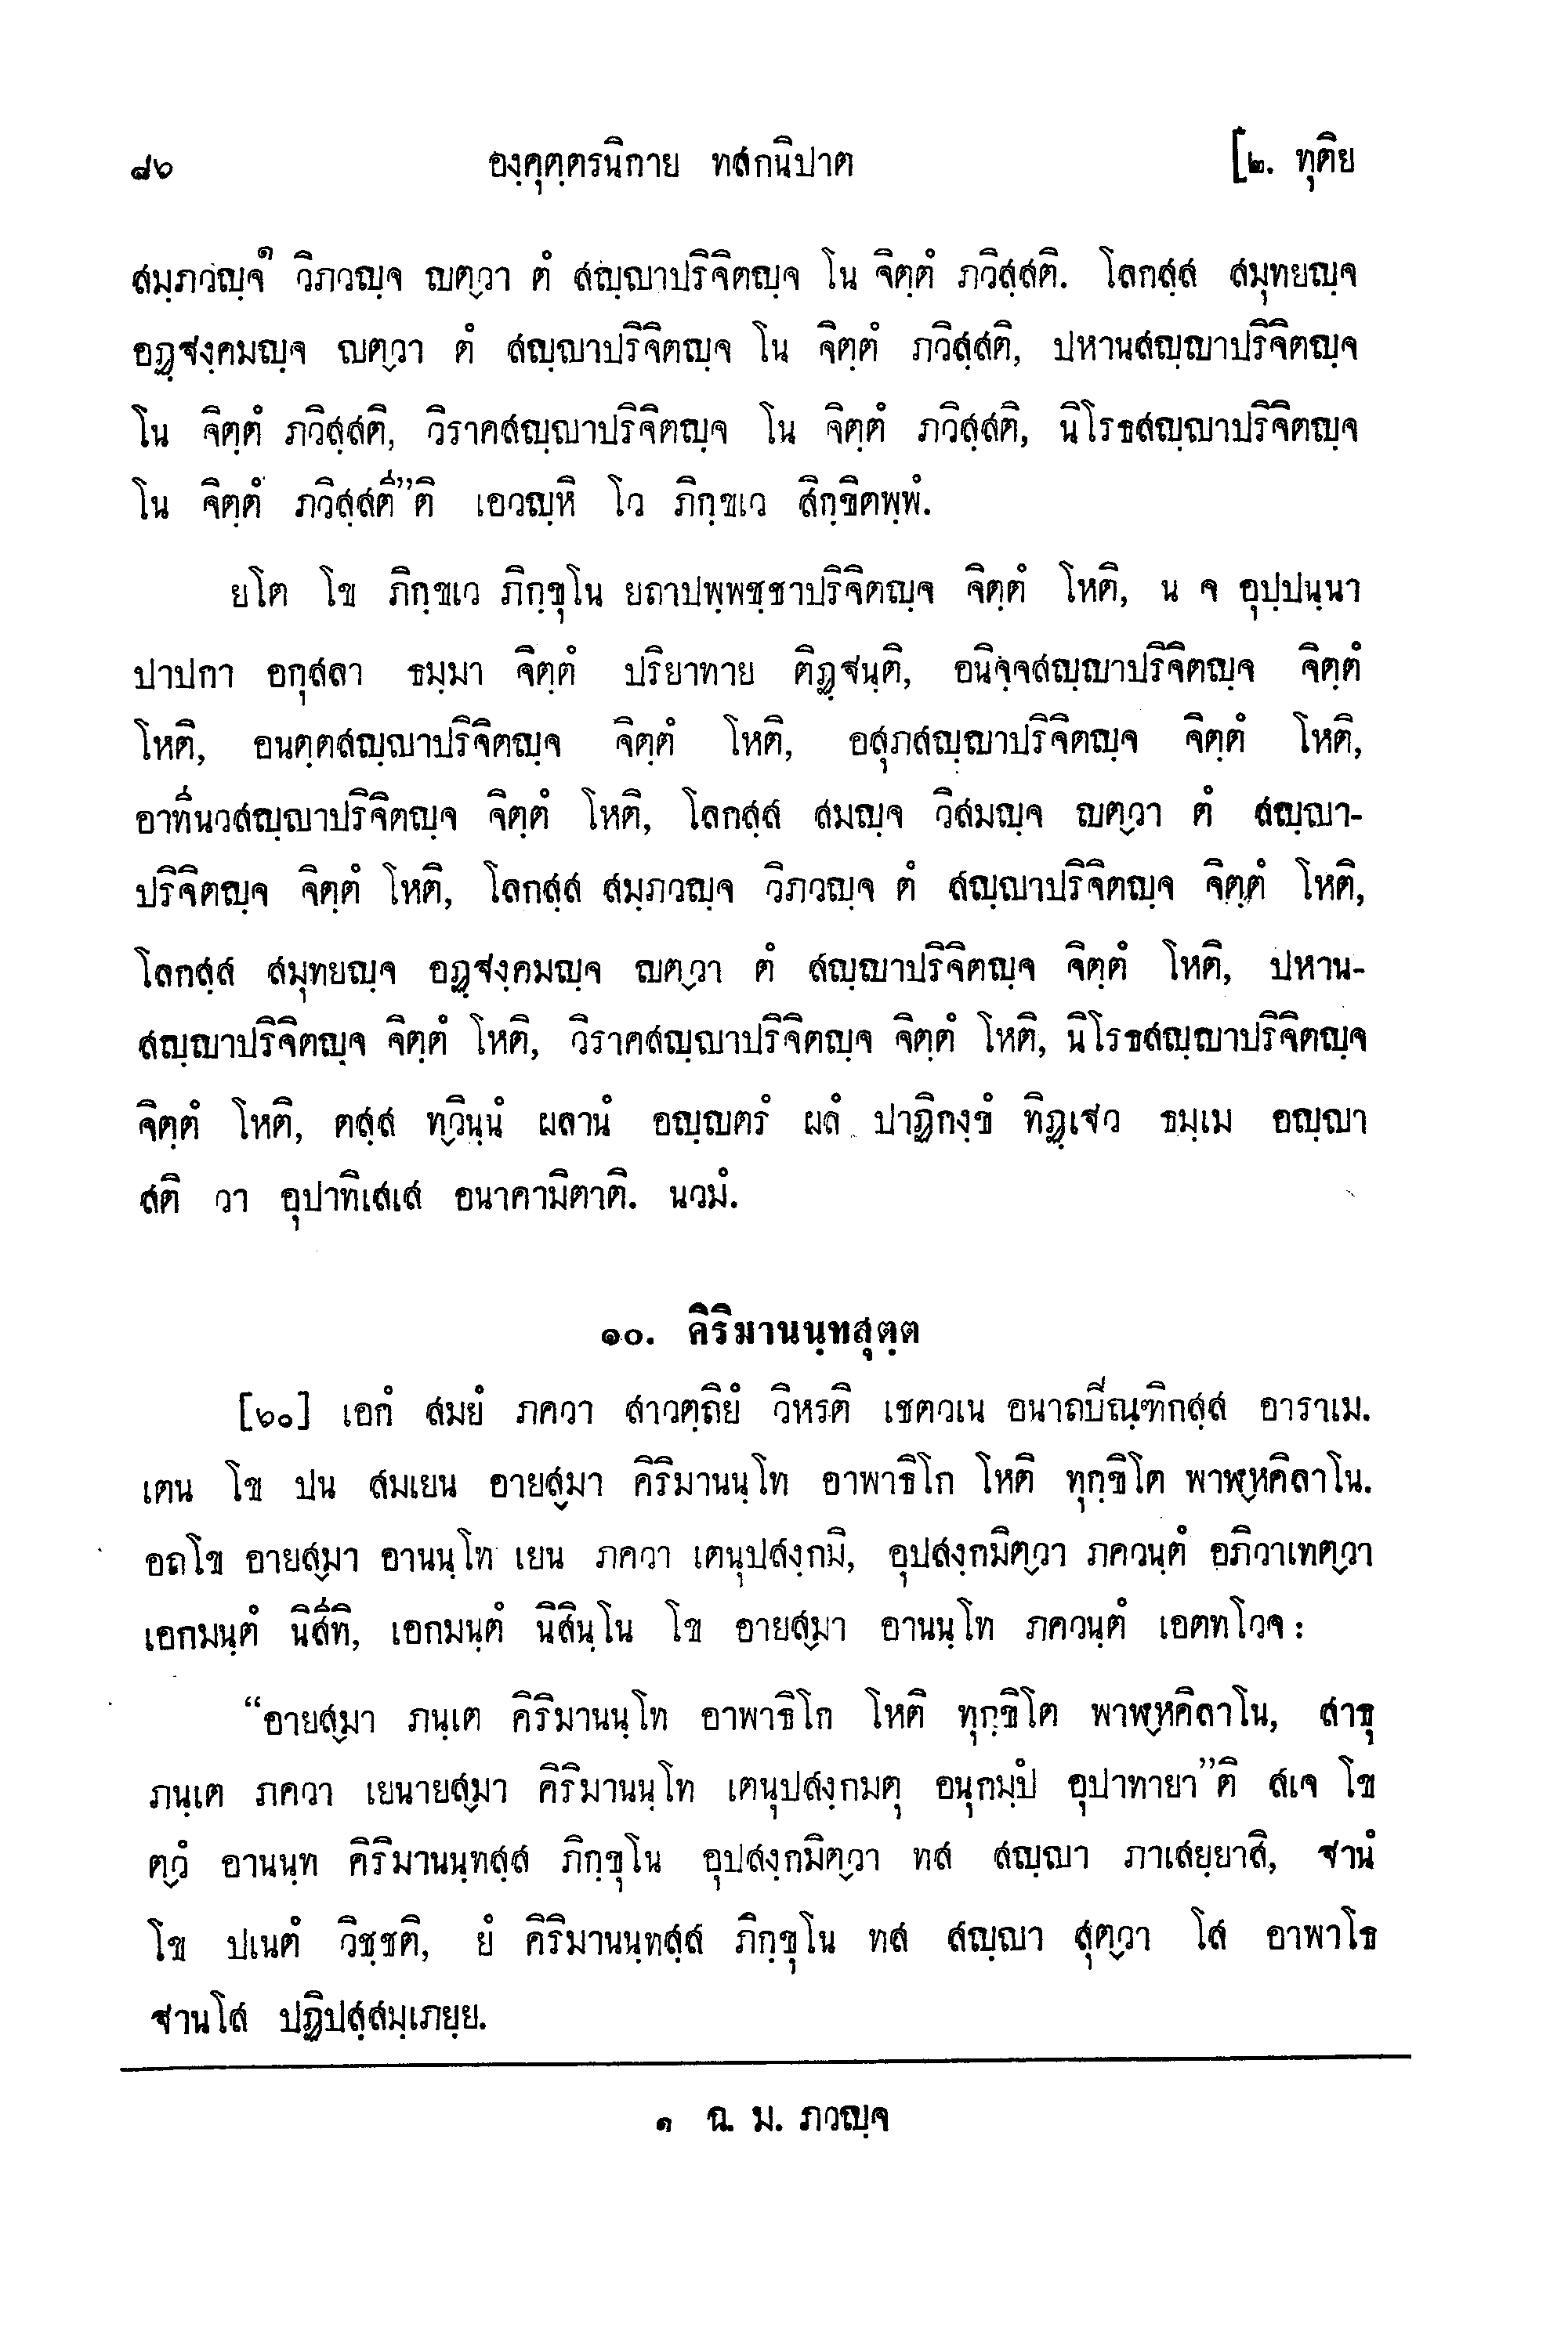 ๘๖ องฺคุตฺตรนิกาย ทสกนิปาต [๒. ทุติย
สมฺภวญฺจ๑ วิภวญฺจ ญตฺวา ตํ สญฺญาปริจิตญฺจ โน จิตฺตํ ภวิสฺสติ. โลกสฺส สมุทยญฺจ
อฏฺฐงฺคมญฺจ ญตฺวา ตํ สญฺญาปริจิตญฺจ โน จิตฺตํ ภวิสฺสติ, ปหานสญฺญาปริจิตญฺจ
โน จิตฺตํ ภวิสฺสติ, วิราคสญฺญาปริจิตญฺจ โน จิตฺตํ ภวิสฺสติ, นิโรธสญฺญาปริจิตญฺจ
โน จิตฺตํ ภวิสฺสตี”ติ เอวญฺหิ โว ภิกฺขเว สิกฺขิตพฺพํ.
ยโต โข ภิกฺขเว ภิกฺขุโน ยถาปพฺพชฺชาปริจิตญฺจ จิตฺตํ โหติ, น จ อุปฺปนฺนา
ปาปกา อกุสลา ธมฺมา จิตฺตํ ปริยาทาย ติฏฺฐนฺติ, อนิจฺจสญฺญาปริจิตญฺจ จิตฺตํ
โหติ, อนตฺตสญฺญาปริจิตญฺจ จิตฺตํ โหติ, อสุภสญฺญาปริจิตญฺจ จิตฺตํ โหติ,
อาทีนวสญฺญาปริจิตญฺจ จิตฺตํ โหติ, โลกสฺส สมญฺจ วิสมญฺจ ญตฺวา ตํ สญฺญา-
ปริจิตญฺจ จิตฺตํ โหติ, โลกสฺส สมฺภวญฺจ วิภวญฺจ ตํ สญฺญาปริจิตญฺจ จิตฺตํ โหติ,
โลกสฺส สมุทยญฺจ อฏฺฐงฺคมญฺจ ญตฺวา ตํ สญฺญาปริจิตญฺจ จิตฺตํ โหติ, ปหาน-
สญฺญาปริจิตญฺจ จิตฺตํ โหติ, วิราคสญฺญาปริจิตญฺจ จิตฺตํ โหติ, นิโรธสญฺญาปริจิตญฺจ
จิตฺตํ โหติ, ตสฺส ทฺวินฺนํ ผลานํ อญฺญตรํ ผลํ ปาฏิกงฺขํ ทิฏฺเฐว ธมฺเม อญฺญา
สติ วา อุปาทิเสเส อนาคามิตาติ. นวมํ.
๑๐. คิริมานนฺทสุตฺต
[๖๐] เอกํ สมยํ ภควา สาวตฺถิยํ วิหรติ เชตวเน อนาถปิณฺฑิกสฺส อาราเม.
เตน โข ปน สมเยน อายสฺมา คิริมานนฺโท อาพาธิโก โหติ ทุกฺขิโต พาฬฺหคิลาโน.
อถโข อายสฺมา อานนฺโท เยน ภควา เตนุปสงฺกมิ, อุปสงฺกมิตฺวา ภควนฺตํ อภิวาเทตฺวา
เอกมนฺตํ นิสีทิ, เอกมนฺตํ นิสินฺโน โข อายสฺมา อานนฺโท ภควนฺตํ เอตทโวจ :
“อายสฺมา ภนฺเต คิริมานนฺโท อาพาธิโก โหติ ทุกฺขิโต พาฬฺหคิลาโน, สาธุ
ภนฺเต ภควา เยนายสฺมา คิริมานนฺโท เตนุปสงฺกมตุ อนุกมฺปํ อุปาทายา”ติ สเจ โข
ตฺวํ อานนฺท คิริมานนฺทสฺส ภิกฺขุโน อุปสงฺกมิตฺวา ทส สญฺญา ภาเสยฺยาสิ, ฐานํ
โข ปเนตํ วิชฺชติ, ยํ คิริมานนฺทสฺส ภิกฺขุโน ทส สญฺญา สุตฺวา โส อาพาโธ
ฐานโส ปฏิปสฺสมฺเภยฺย.
๑ ฉ. ม. ภวญฺจ